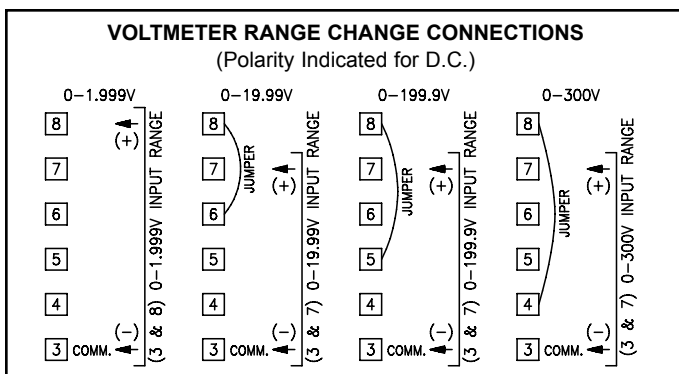 VOLTMETER RANGE CHANGE CONNECTIONS
(Polarity Indicated for D.C.)
0-1.999V
8
7
6
5
4
3 COMM.
(+)
(-)
(3 & 8) 0-1.999V INPUT RANGE
0-19.99V
8
7
6
5
4
3 COMM.
JUMPER
(+)
(-)
(3 & 7) 0-19.99V INPUT RANGE
0-199.9V
8
7
6
5
4
3 COMM.
JUMPER
(+)
(-)
(3 & 7) 0-199.9V INPUT RANGE
0-300V
8
7
6
5
4
3 COMM.
JUMPER
(+)
(-)
(3 & 7) 0-300V INPUT RANGE